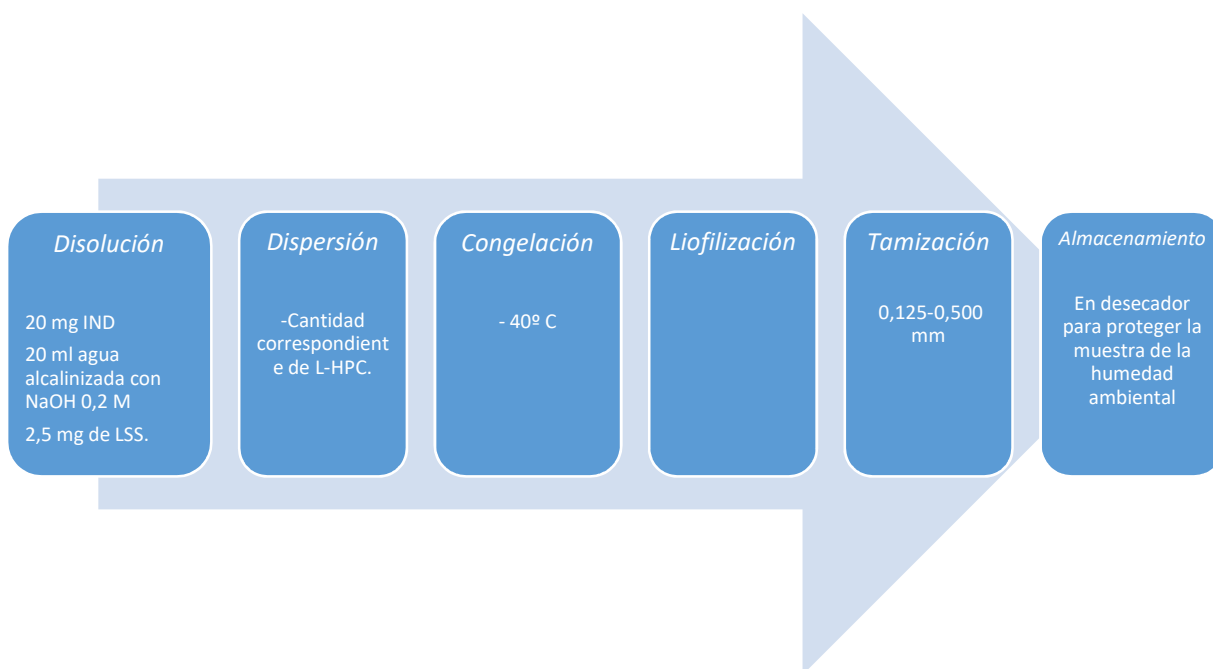 Disolución
20 mg IND
20 ml agua
alcalinizada con
NaOH 0,2 M
2,5 mg de LSS.
Dispersión
-Cantidad
correspondient
e de L-HPC.
Congelación
- 40º C
Liofilización
Tamización
0,125-0,500
mm
Almacenamiento
En desecador
para proteger la
muestra de la
humedad
ambiental